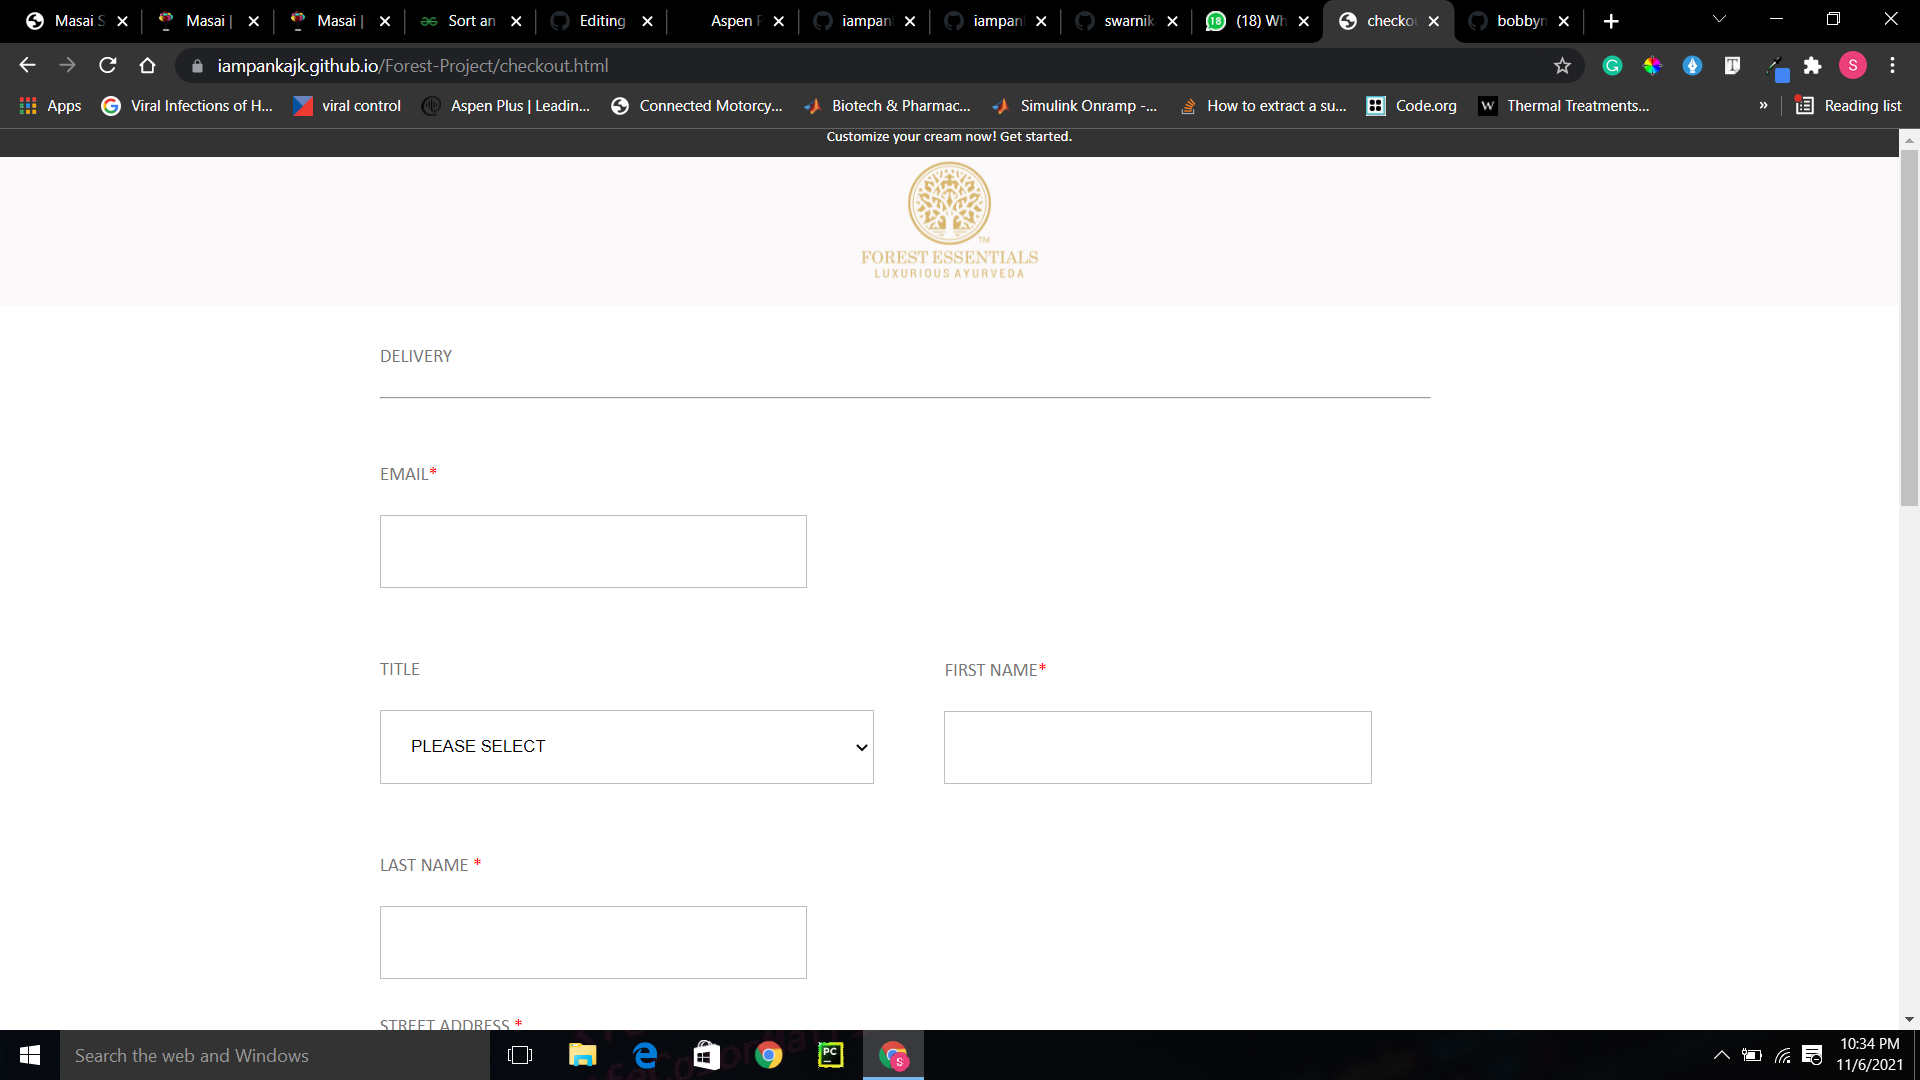 Masai S
Masai |
Masai |
Sort an
Editing
Aspen P
iampan
iampan
swarnik
(18) Wh
checkou
bobbym
iampankajk.github.io/Forest-Project/checkout.html
S
Apps
Viral Infections of H...
viral control
Aspen Plus | Leadin...
Connected Motorcy...
Biotech & Pharmac...
Simulink Onramp -...
How to extract a su...
Code.org
Thermal Treatments...
»
Reading list
Customize your cream now! Get started.
TM
FOREST ESSENTIALS
LUXURIOUS AYURVEDA
DELIVERY
EMAIL*
TITLE
FIRST NAME*
PLEASE SELECT
LAST NAME *
STREET ADDRESS *
Search the web and Windows
PC
S
10:34 PM
11/6/2021